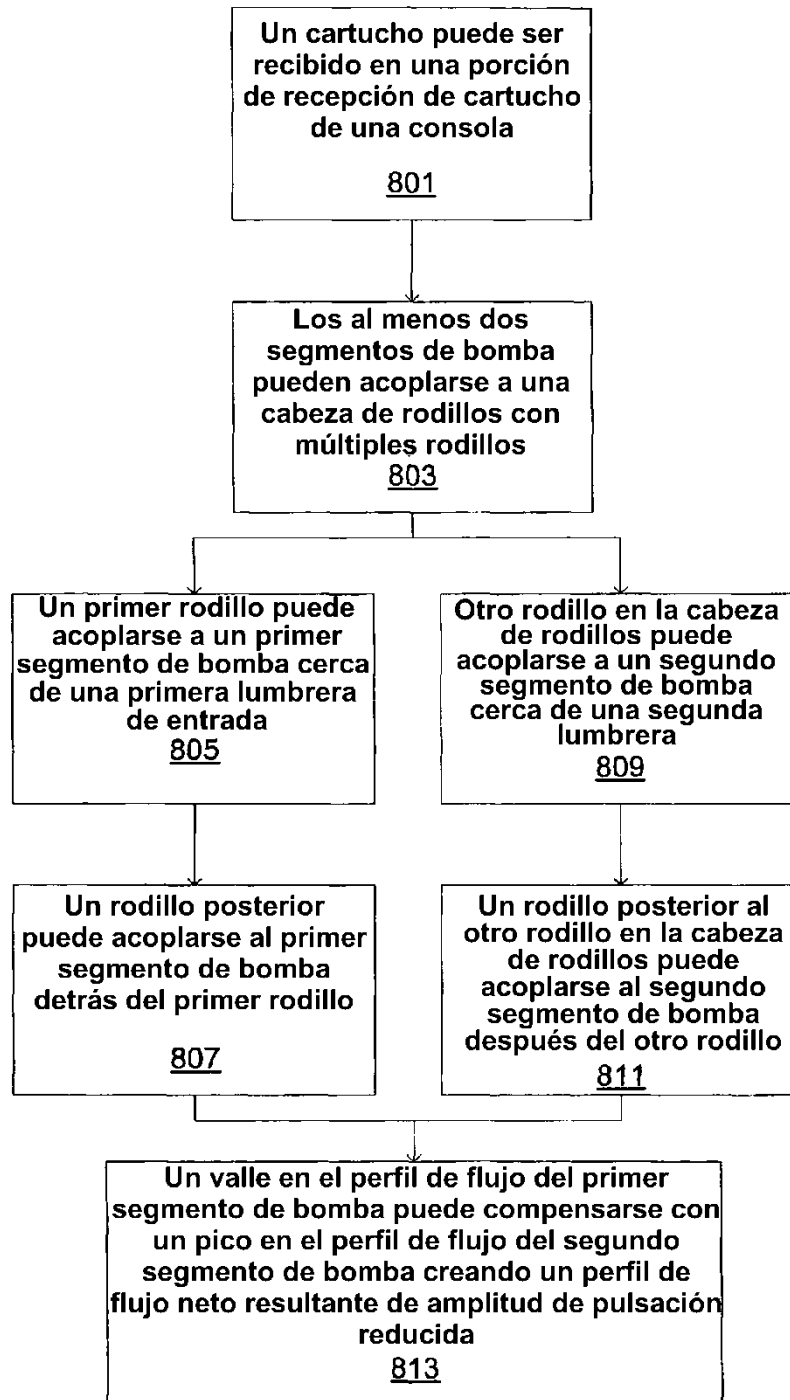 Un cartucho puede ser
recibido en una porción
de recepción de cartucho
de una consola
801
Los al menos dos
segmentos de bomba
pueden acoplarse a una
cabeza de rodillos con
múltiples rodillos
803
Un primer rodillo puede
acoplarse a un primer
segmento de bomba cerca
de una primera lumbrera
de entrada
805
Otro rodillo en la cabeza
de rodillos puede
acoplarse a un segundo
segmento de bomba
cerca de una segunda
lumbrera
809
Un rodillo posterior
puede acoplarse al primer
segmento de bomba
detrás del primer rodillo
807
Un rodillo posterior al
otro rodillo en la cabeza
de rodillos puede
acoplarse al segundo
segmento de bomba
después del otro rodillo
811
Un valle en el perfil de flujo del primer
segmento de bomba puede compensarse con
un pico en el perfil de flujo del segundo
segmento de bomba creando un perfil de
flujo neto resultante de amplitud de pulsación
reducida
813